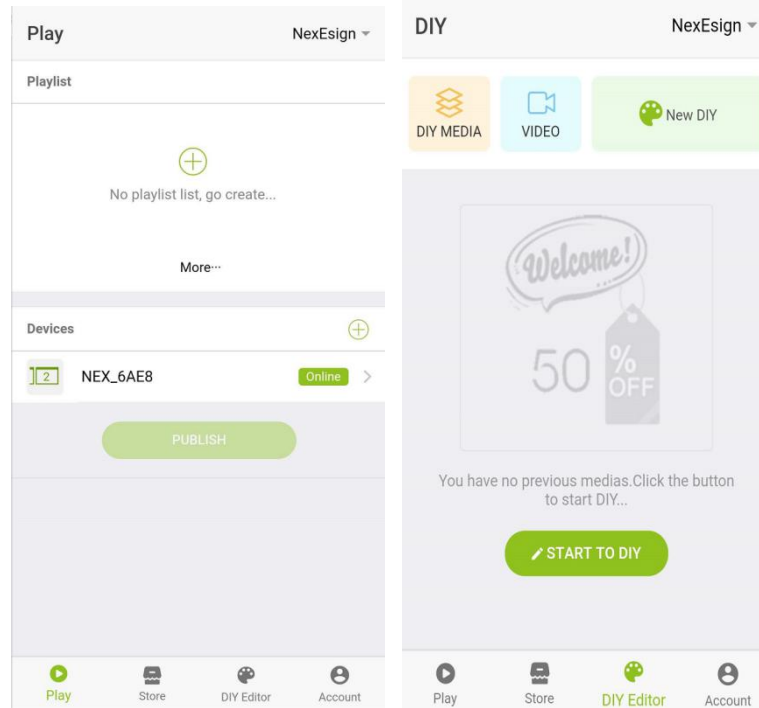 Play
NexEsign
Playlist
No playlist list, go create...
More···
Devices
2
NEX_6AE8
Online
PUBLISH
Play
Store
DIY Editor
Account
DIY
NexEsign
DIY MEDIA
VIDEO
New DIY
Welcome!
50 % OFF
You have no previous medias.Click the button
to start DIY...
START TO DIY
Play
Store
DIY Editor
Account